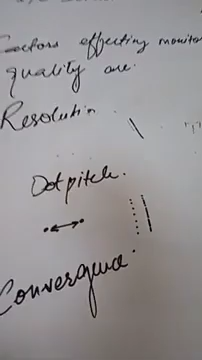 Factors effecting monitor
quality are.
Resolution
Dot pitch.
Convergence.